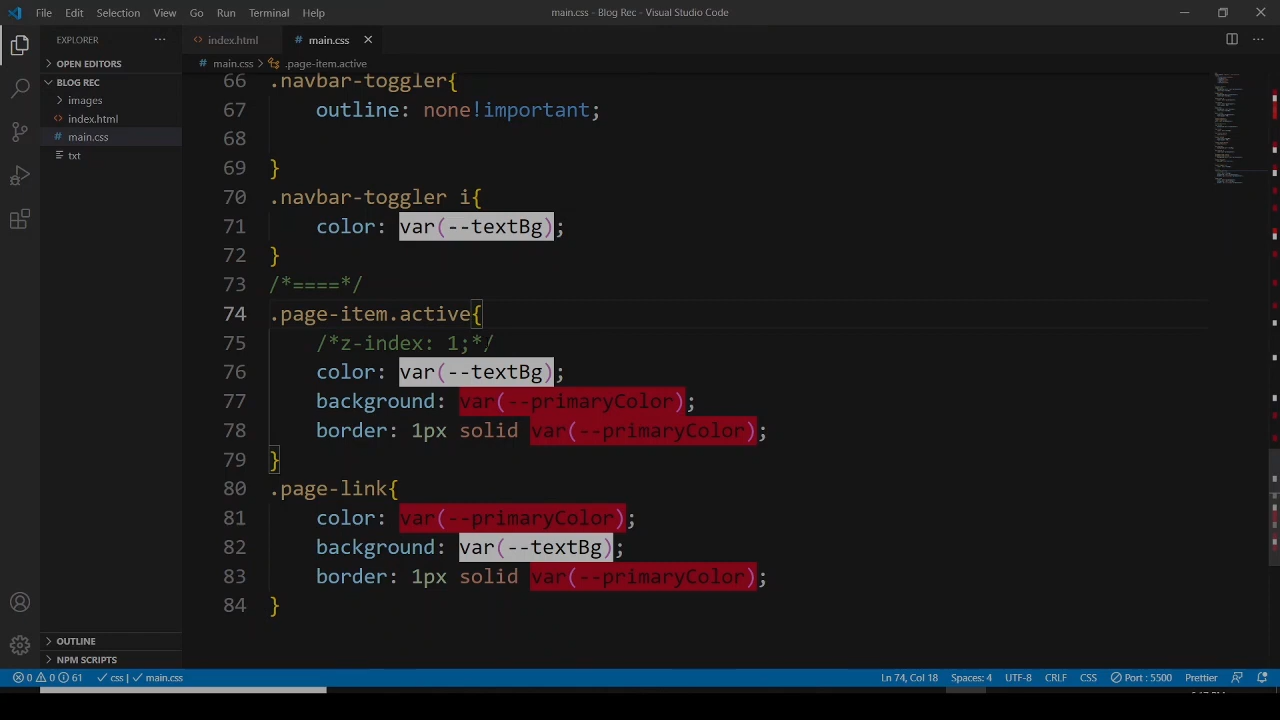 File Edit Selection View Go Run Terminal Help
main.css - Blog Rec - Visual Studio Code
EXPLORER
OPEN EDITORS
BLOG REC
images
index.html
main.css
txt
OUTLINE
NPM SCRIPTS
index.html main.css
main.css > .page-item.active
66 .navbar-toggler{
67 outline: none!important;
68
69 }
70 .navbar-toggler i{
71 color: var(--textBg);
72 }
73 /*====*/
74 .page-item.active{
75 /*z-index: 1;*/
76 color: var(--textBg);
77 background: var(--primaryColor);
78 border: 1px solid var(--primaryColor);
79 }
80 .page-link{
81 color: var(--primaryColor);
82 background: var(--textBg);
83 border: 1px solid var(--primaryColor);
84 }
0 0 61 css main.css Ln 74, Col 18 Spaces: 4 UTF-8 CRLF CSS Port : 5500 Prettier